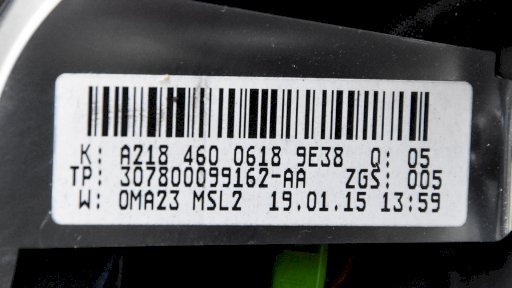 K: A218 460 0618 9E38 Q: 05
TP: 307800099162-AA ZGS: 005
W: OMA23 MSL2 19.01.15 13:59